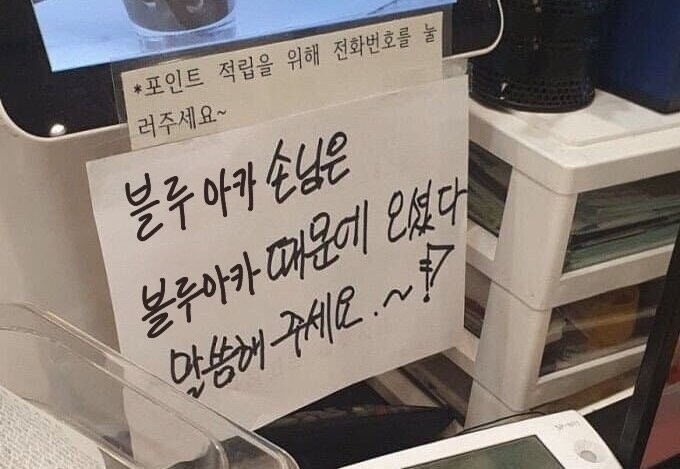 *포인트 적립을 위해 전화번호를 눌
러주세요~
블루 아카 손님은
블루아카 때문에 오셨다
말씀해 주세요.~!